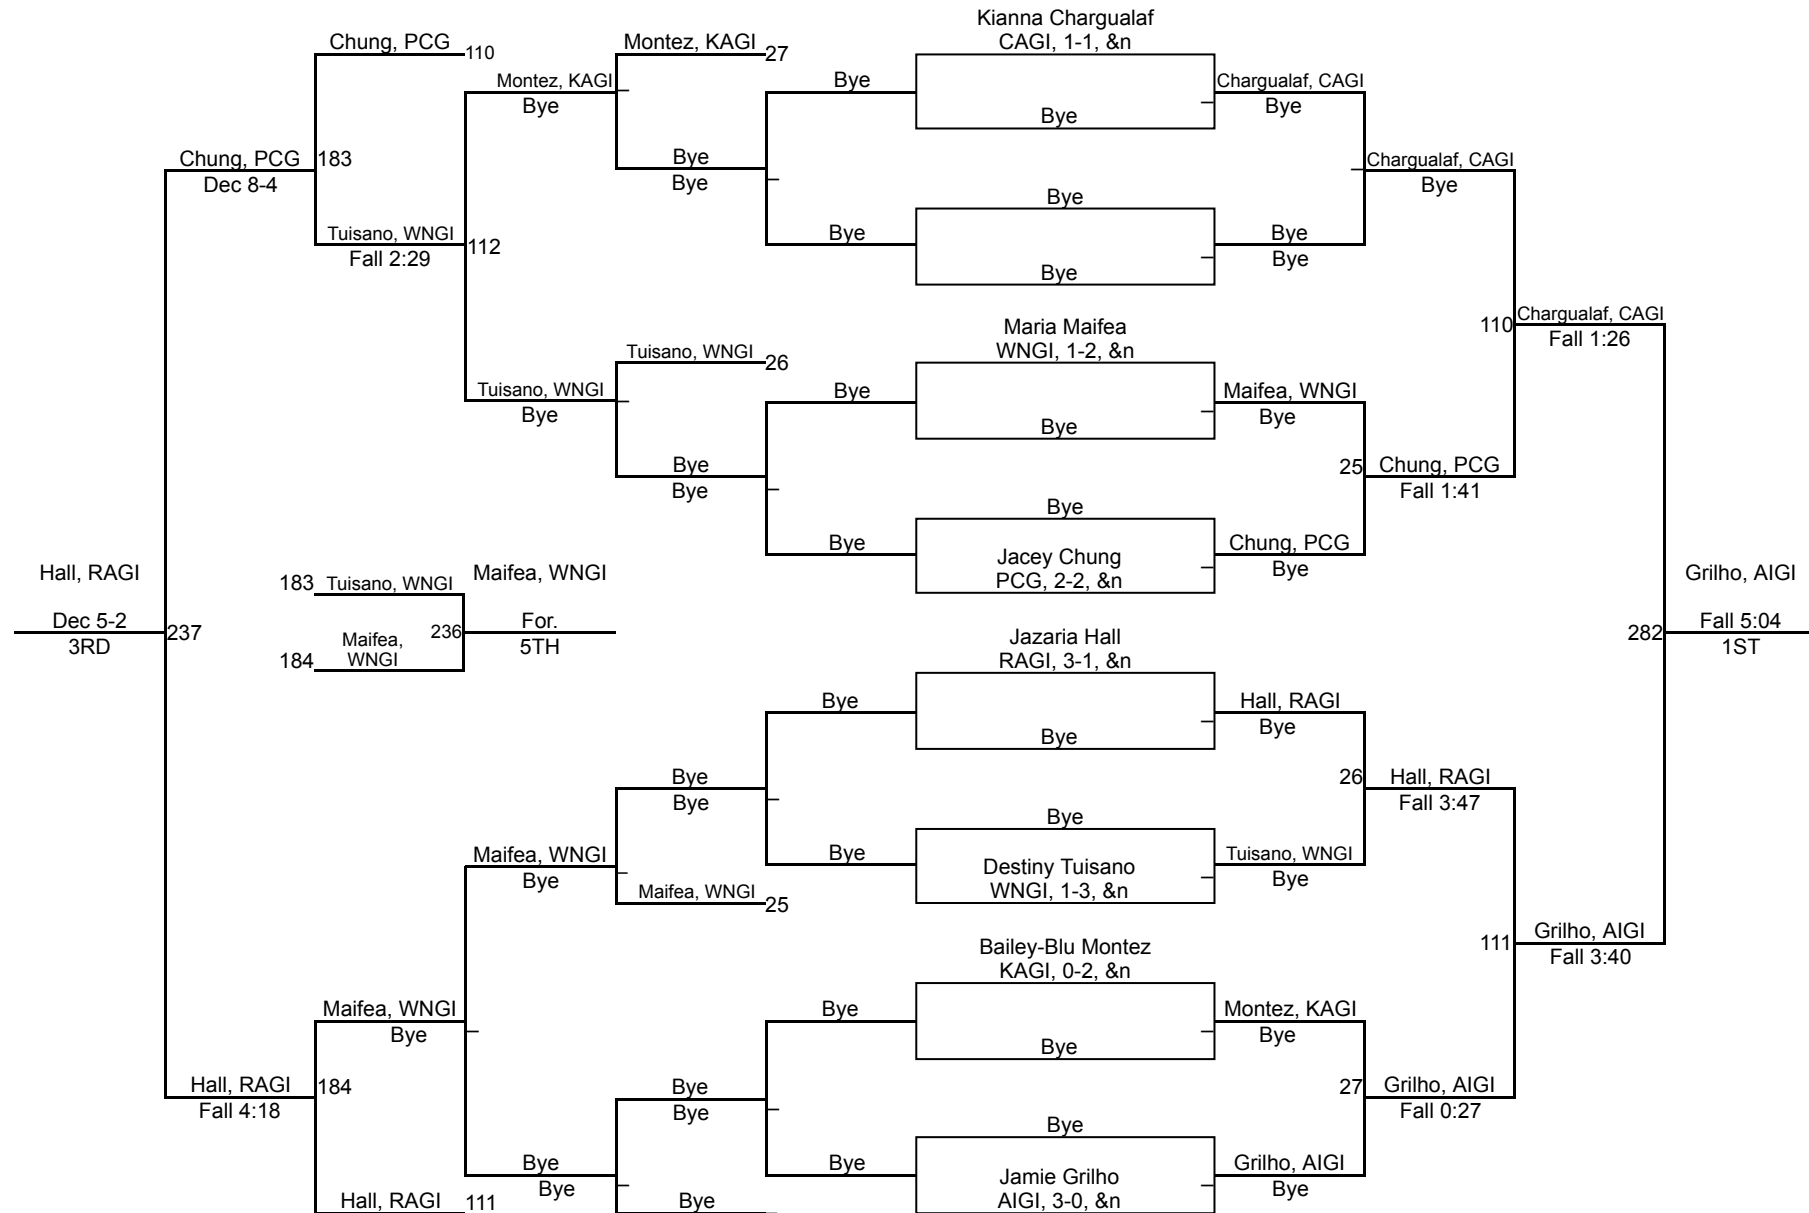 Kianna Chargualaf
CAGI, 1-1, &n
Chung, PCG
110
Montez, KAGI
27
Montez, KAGI
Bye
Bye
Bye
Chargualaf, CAGI
Bye
Chung, PCG
183
Dec 8-4
Bye
Bye
Chargualaf, CAGI
Bye
Tuisano, WNGI
112
Fall 2:29
Bye
Bye
Bye
Bye
Bye
Maria Maifea
WNGI, 1-2, &n
110
Chargualaf, CAGI
Fall 1:26
Tuisano, WNGI
26
Tuisano, WNGI
Bye
Bye
Bye
Maifea, WNGI
Bye
Bye
Bye
25
Chung, PCG
Fall 1:41
Bye
Bye
Jacey Chung
PCG, 2-2, &n
Chung, PCG
Bye
Hall, RAGI
Dec 5-2
3RD
237
183
Tuisano, WNGI
Maifea,
WNGI
184
236
Maifea, WNGI
For.
5TH
Jazaria Hall
RAGI, 3-1, &n
Grilho, AIGI
282
Fall 5:04
1ST
Bye
Bye
Hall, RAGI
Bye
Bye
Bye
26
Hall, RAGI
Fall 3:47
Maifea, WNGI
Bye
Bye
Bye
Destiny Tuisano
WNGI, 1-3, &n
Tuisano, WNGI
Bye
Maifea, WNGI
25
Bailey-Blu Montez
KAGI, 0-2, &n
111
Grilho, AIGI
Fall 3:40
Maifea, WNGI
Bye
Bye
Bye
Montez, KAGI
Bye
Hall, RAGI
184
Fall 4:18
Bye
Bye
27
Grilho, AIGI
Fall 0:27
Bye
Bye
Bye
Bye
Jamie Grilho
AIGI, 3-0, &n
Grilho, AIGI
Bye
Hall, RAGI
111
Bye